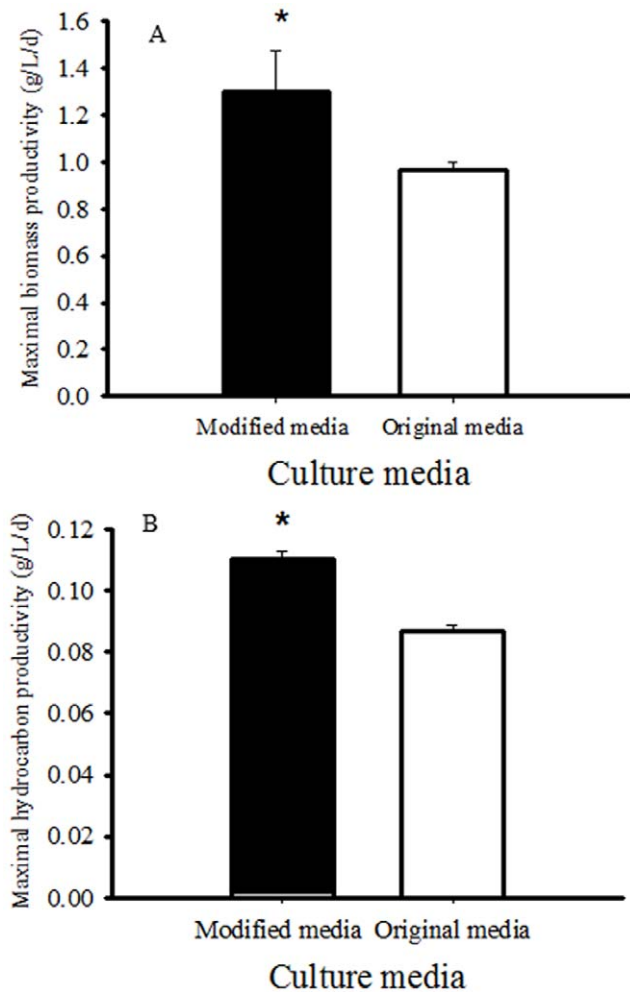 A
*
Maximal biomass productivity (g/L/d)
1.6
1.4
1.2
1.0
0.8
0.6
0.4
0.2
0.0
Modified media Original media
Culture media
B
*
Maximal hydrocarbon productivity (g/L/d)
0.12
0.10
0.08
0.06
0.04
0.02
0.00
Modified media Original media
Culture media